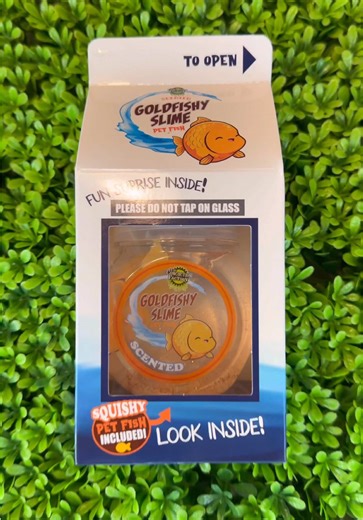 TO OPEN
GOLDFISHY
SLIME
PET FISH
FUN SURPRISE INSIDE!
PLEASE DO NOT TAP ON GLASS
GOLDFISHY
SLIME
SCENTED
SQUISHY
PET FISH
INCLUDED!
LOOK INSIDE!